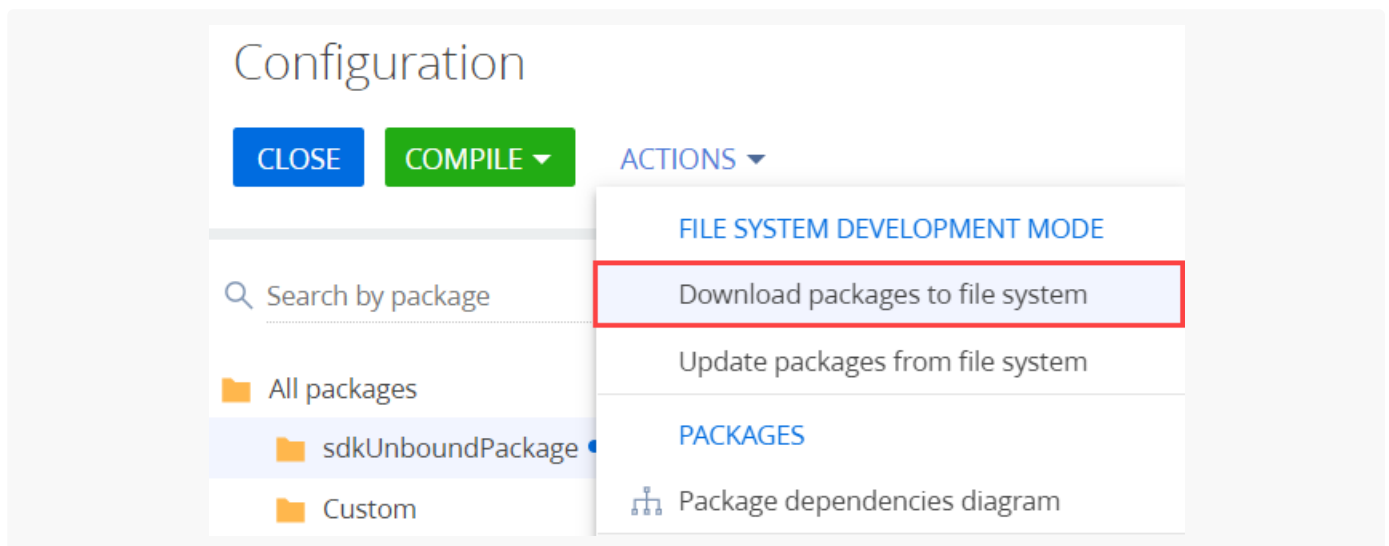 Configuration
CLOSE
COMPILE
ACTIONS
FILE SYSTEM DEVELOPMENT MODE
Search by package
Download packages to file system
Update packages from file system
All packages
PACKAGES
sdkUnboundPackage
Package dependencies diagram
Custom